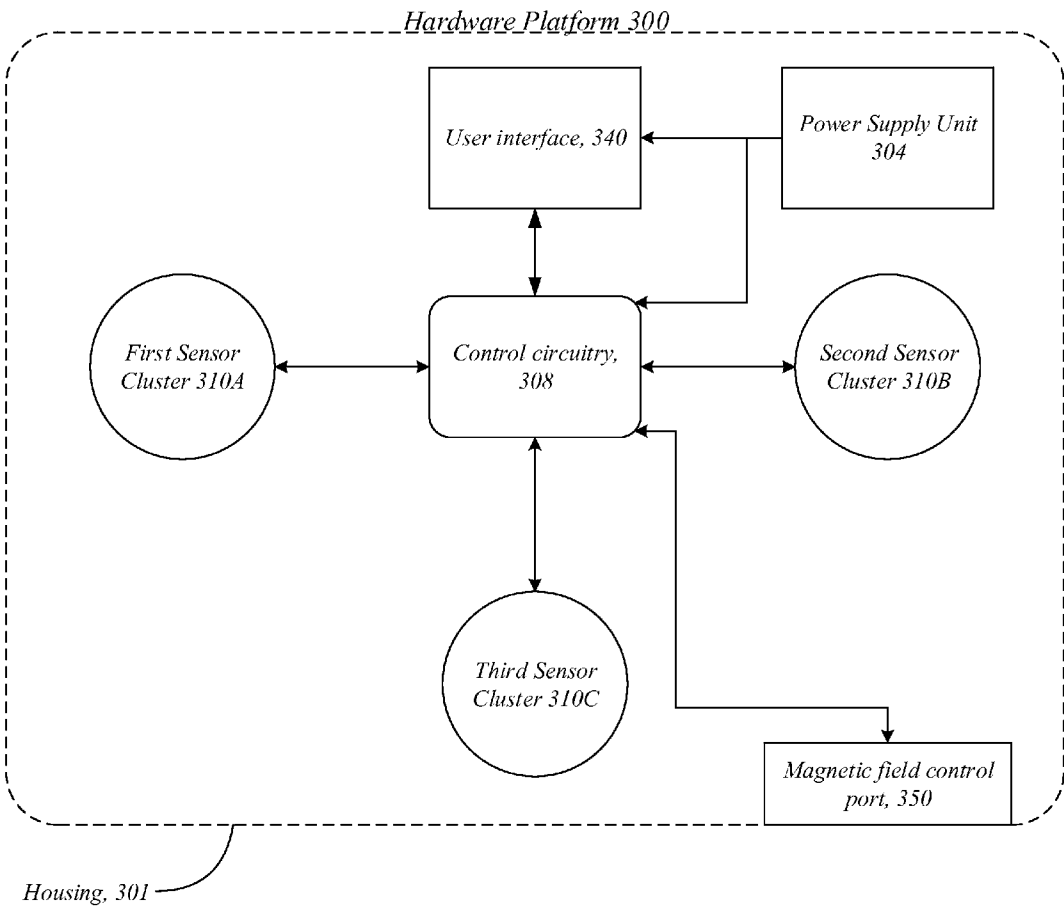 Hardware Platform 300
User interface, 340
Power Supply Unit
304
First Sensor
Cluster 310A
Control circuitry,
308
Second Sensor
Cluster 310B
Third Sensor
Cluster 310C
Magnetic field control
port, 350
Housing, 301